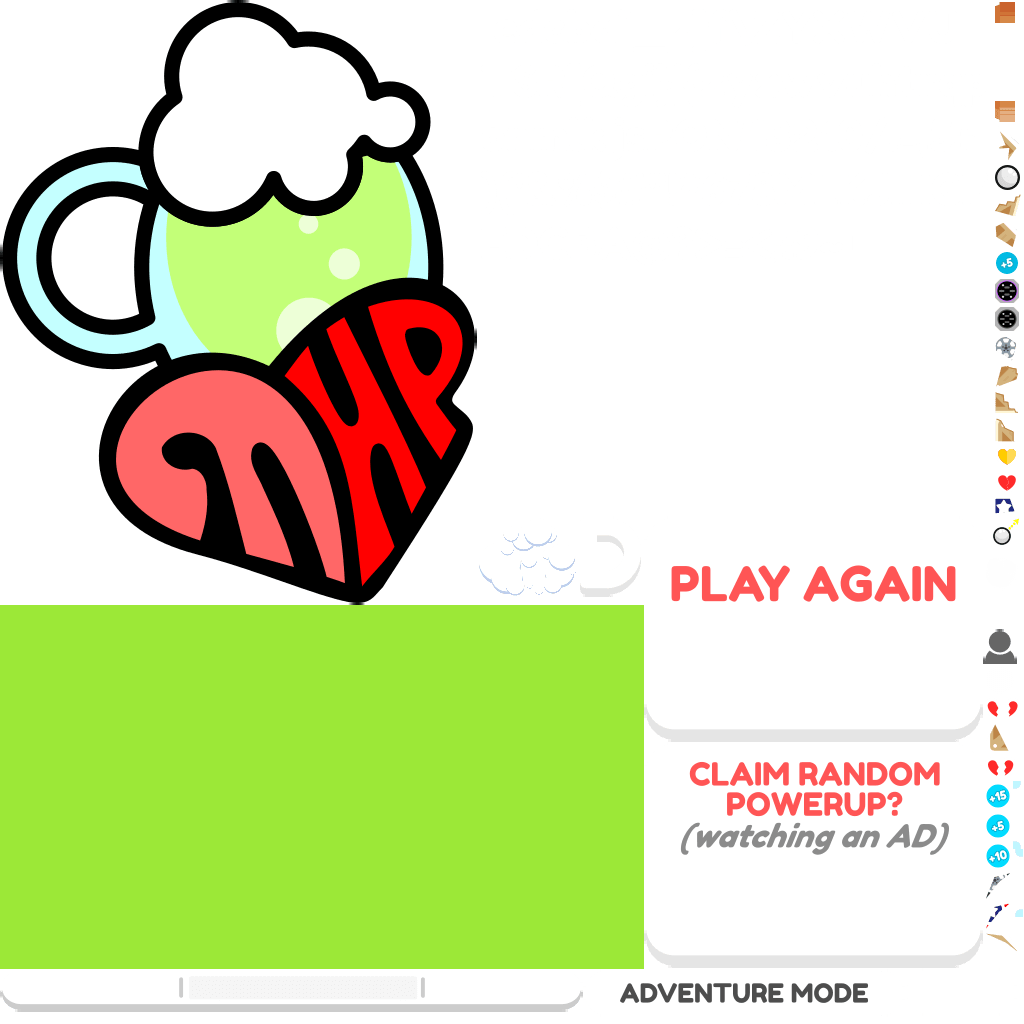 MHP
+5
PLAY AGAIN
CLAIM RANDOM
POWERUP?
(watching an AD)
+15
+5
+10
ADVENTURE MODE